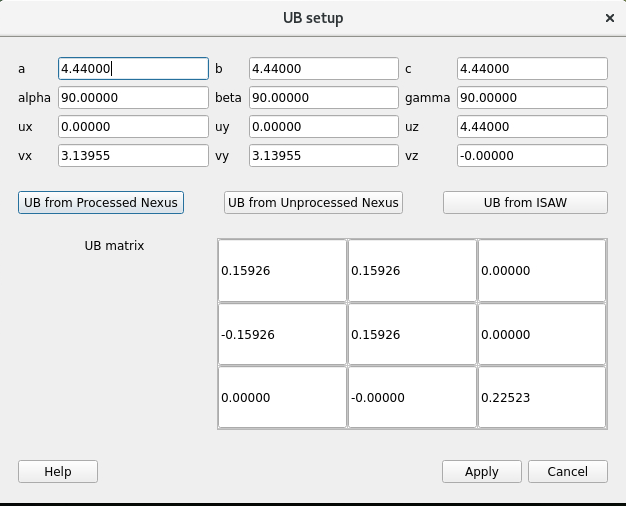 UB setup ×
a 4.44000 b 4.44000 c 4.44000
alpha 90.00000 beta 90.00000 gamma 90.00000
ux 0.00000 uy 0.00000 uz 4.44000
vx 3.13955 vy 3.13955 vz -0.00000
UB from Processed Nexus UB from Unprocessed Nexus UB from ISAW
UB matrix
0.15926 0.15926 0.00000
-0.15926 0.15926 0.00000
0.00000 -0.00000 0.22523
Help Apply Cancel